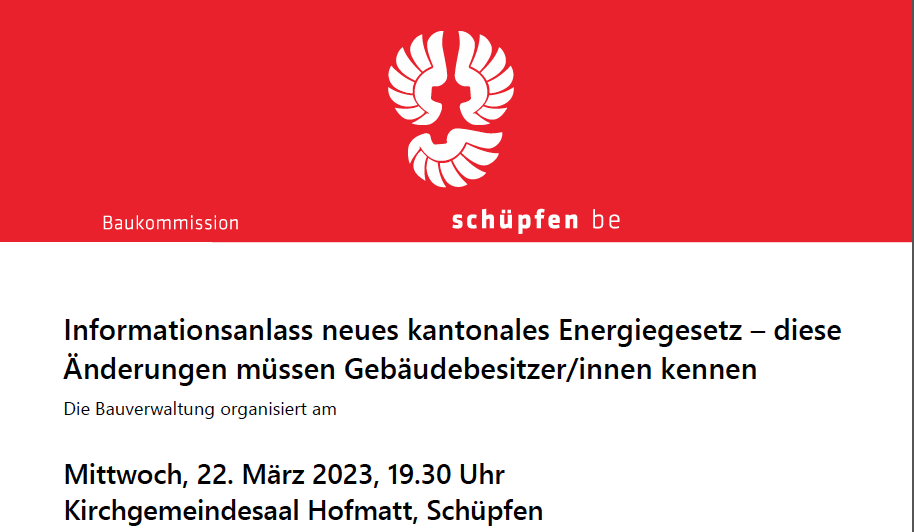 Baukommission
schüpfen be
Informationsanlass neues kantonales Energiegesetz – diese
Änderungen müssen Gebäudebesitzer/innen kennen
Die Bauverwaltung organisiert am
Mittwoch, 22. März 2023, 19.30 Uhr
Kirchgemeindesaal Hofmatt, Schüpfen